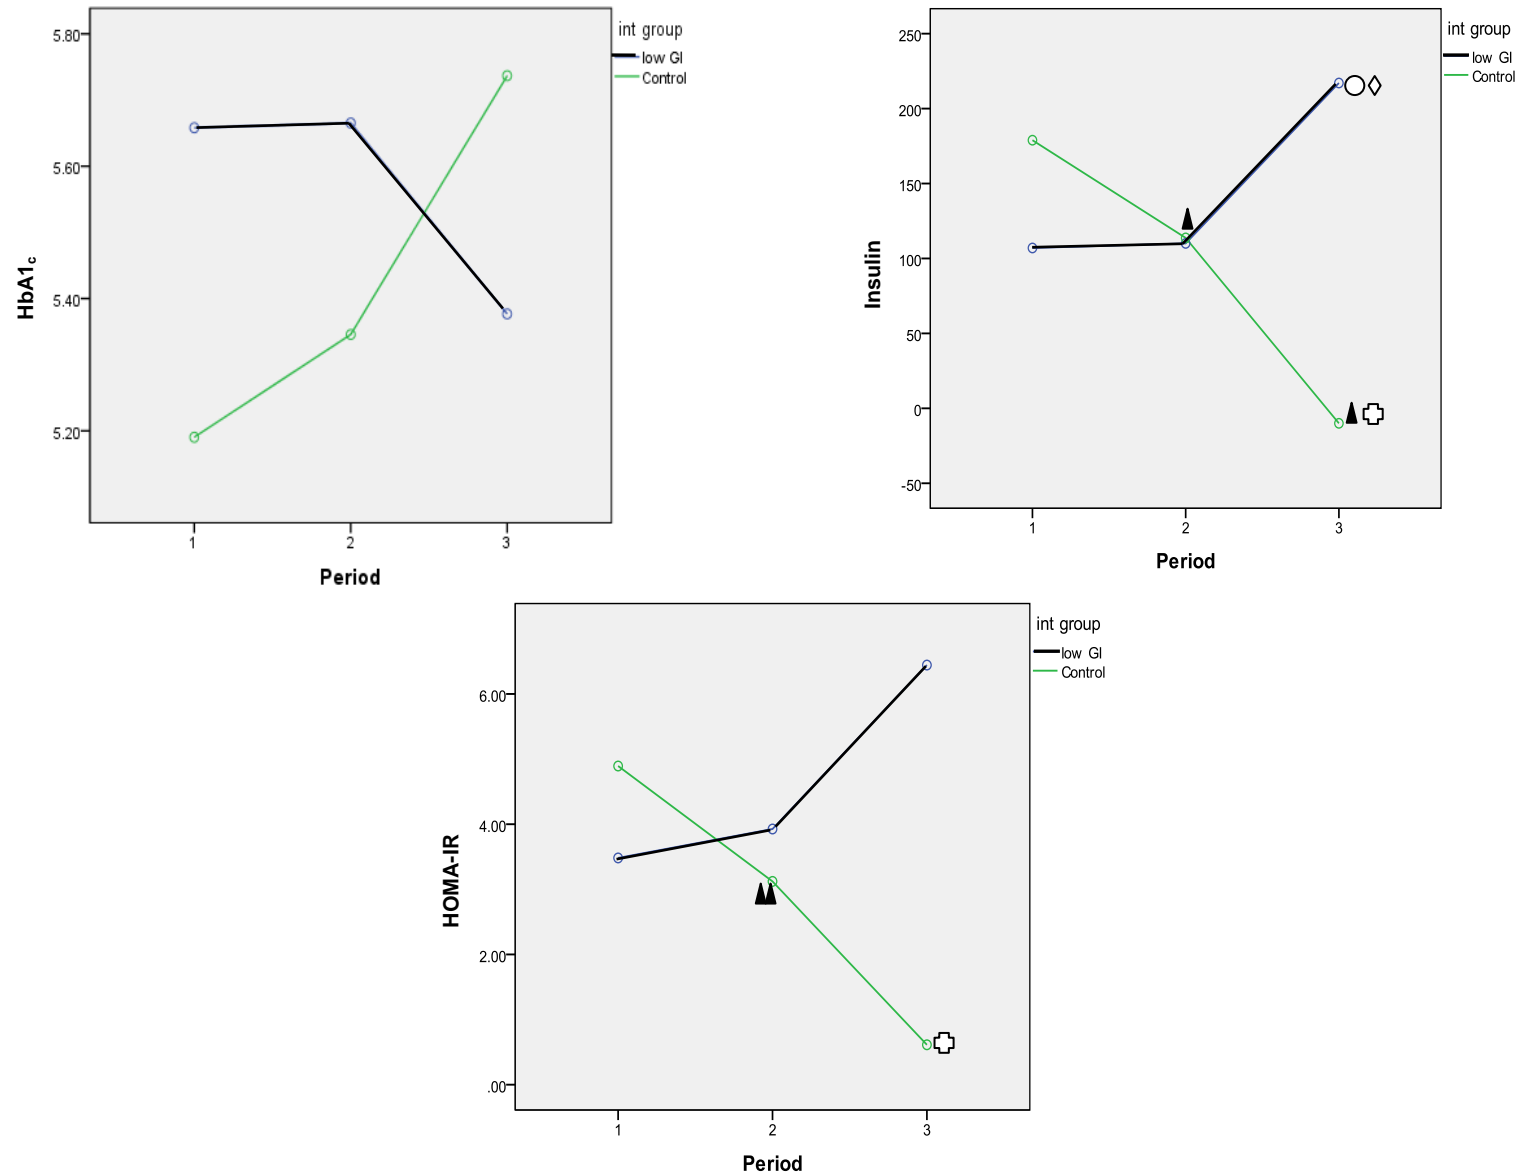 HbA1c
5.80
5.60
5.40
5.20
1
2
3
Period
int group
low GI
Control
Insulin
250
200
150
100
50
0
-50
1
2
3
Period
int group
low GI
Control
HOMA-IR
6.00
4.00
2.00
.00
1
2
3
Period
int group
low GI
Control